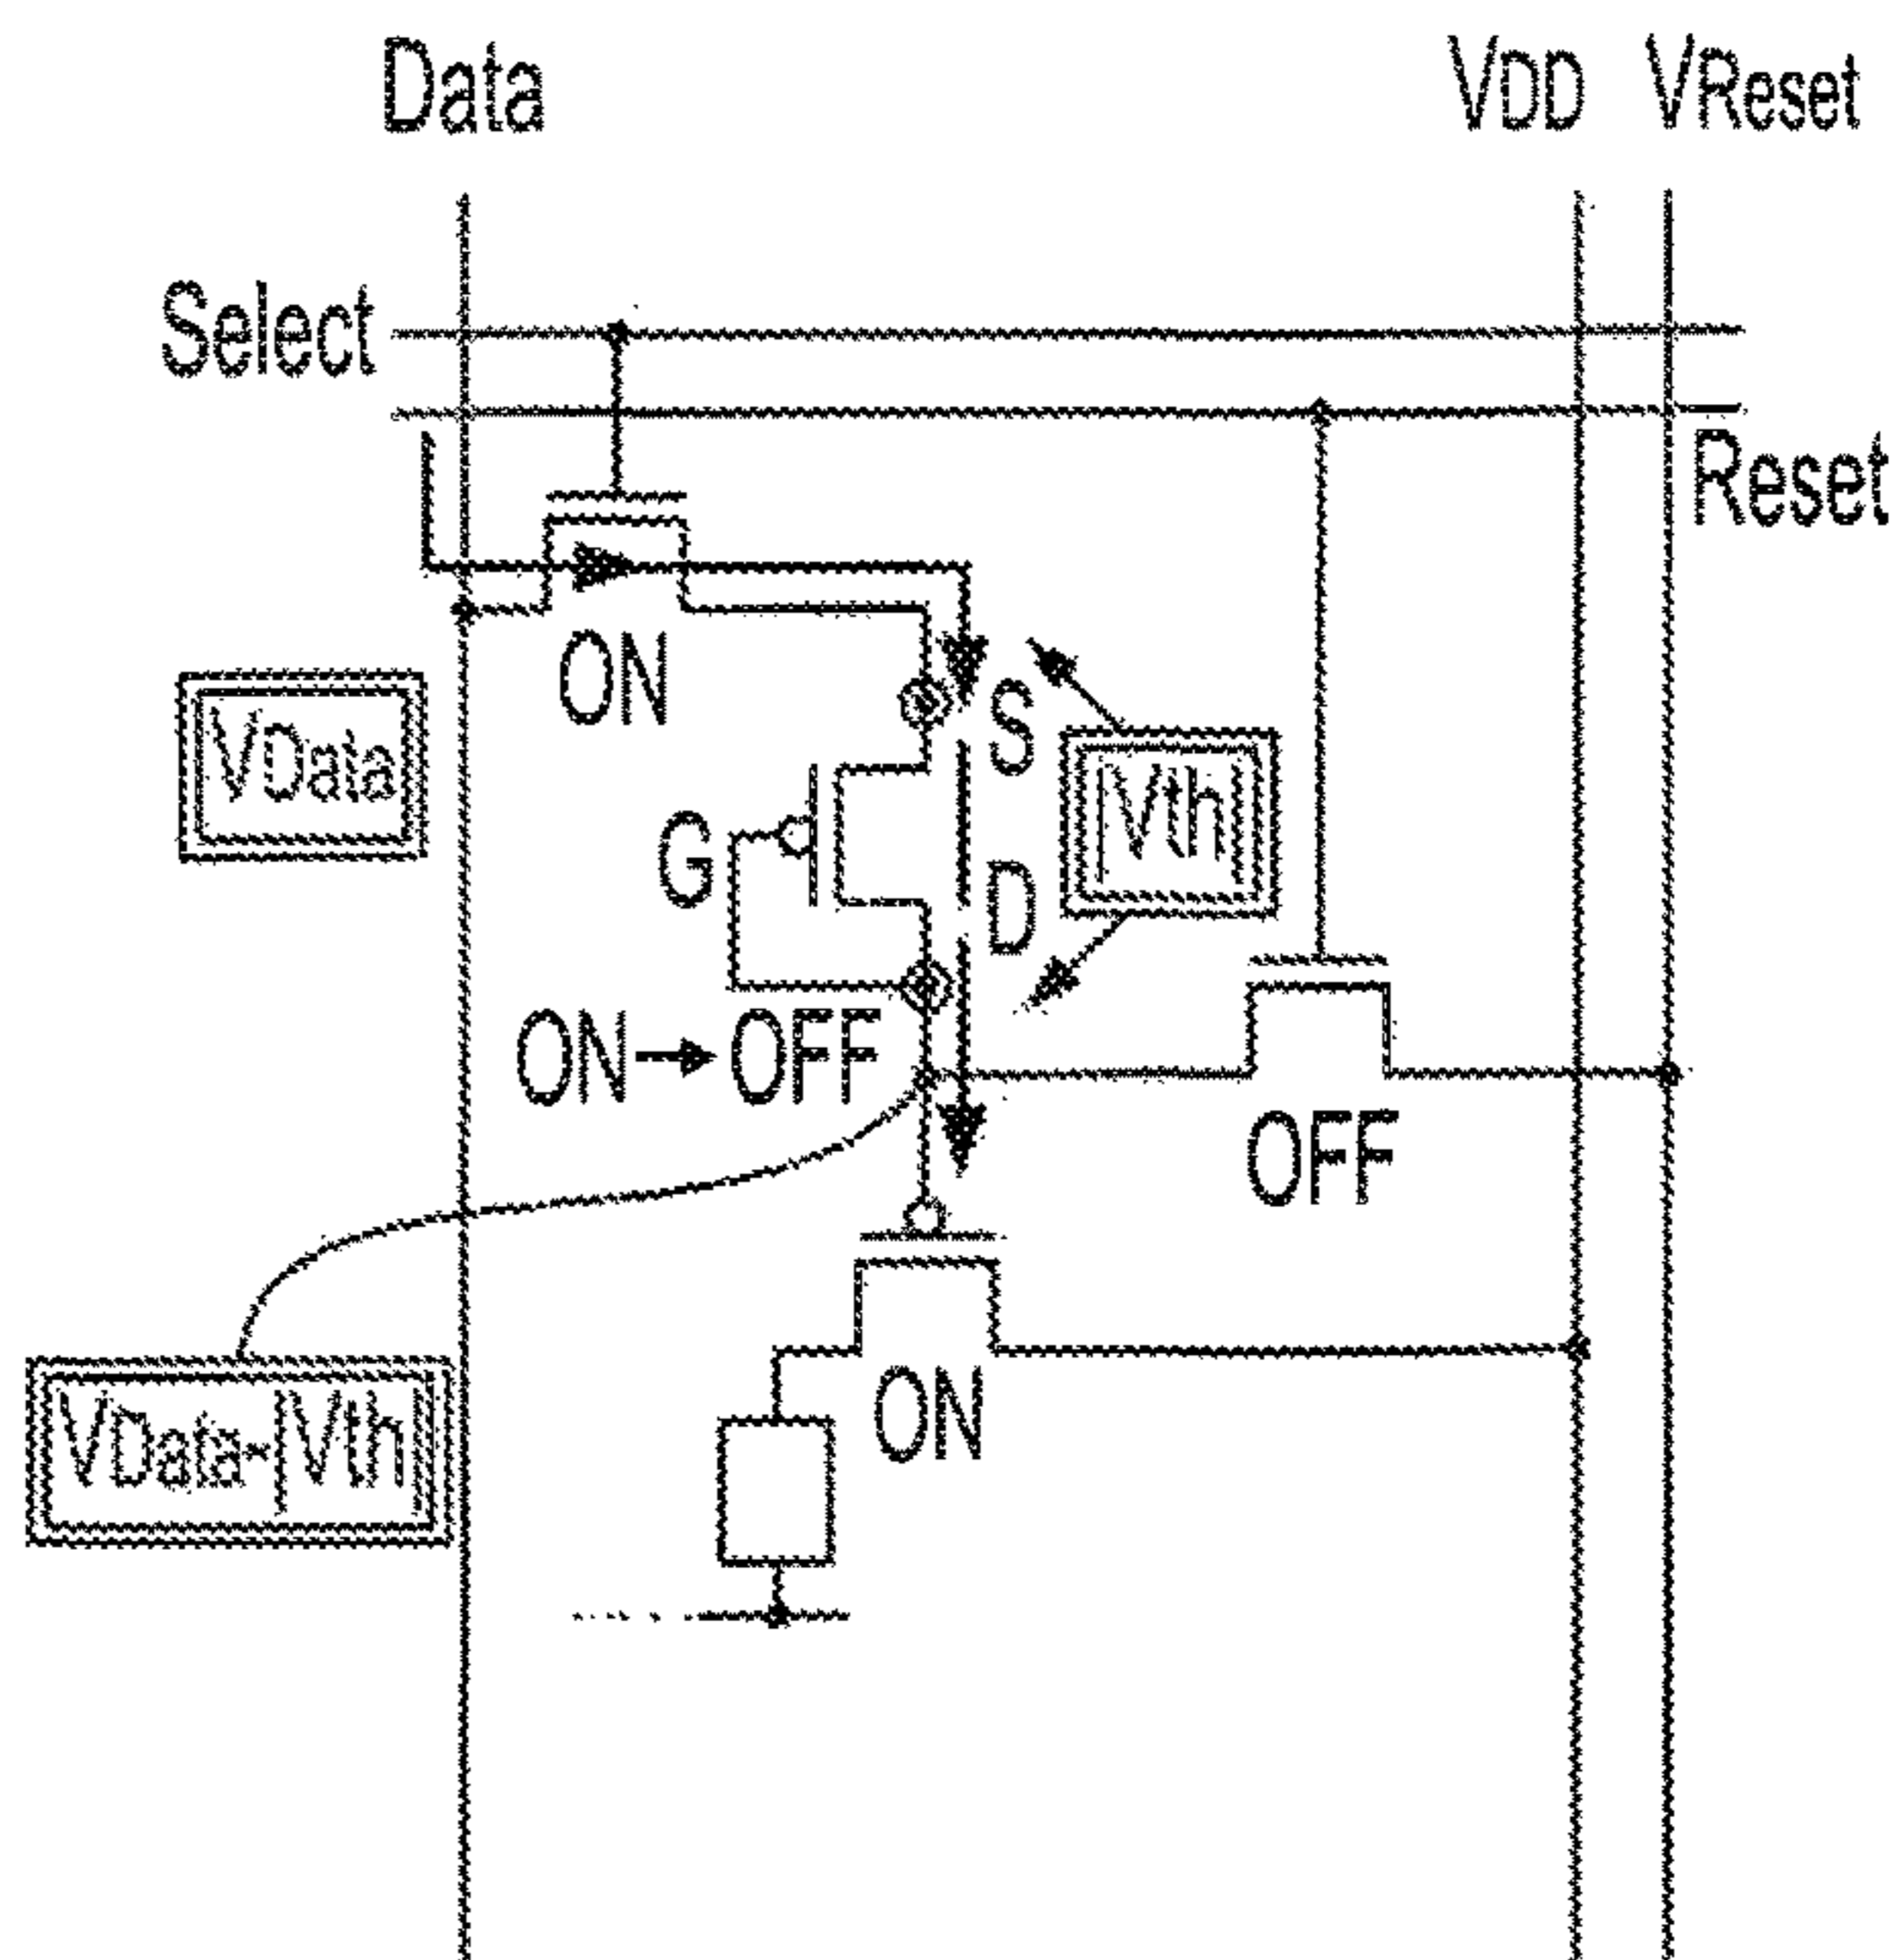 Data
VDD VReset
Select
Reset
ON
VData
S
|Vth|
G
D
ON→OFF
OFF
VData-|Vth|
ON